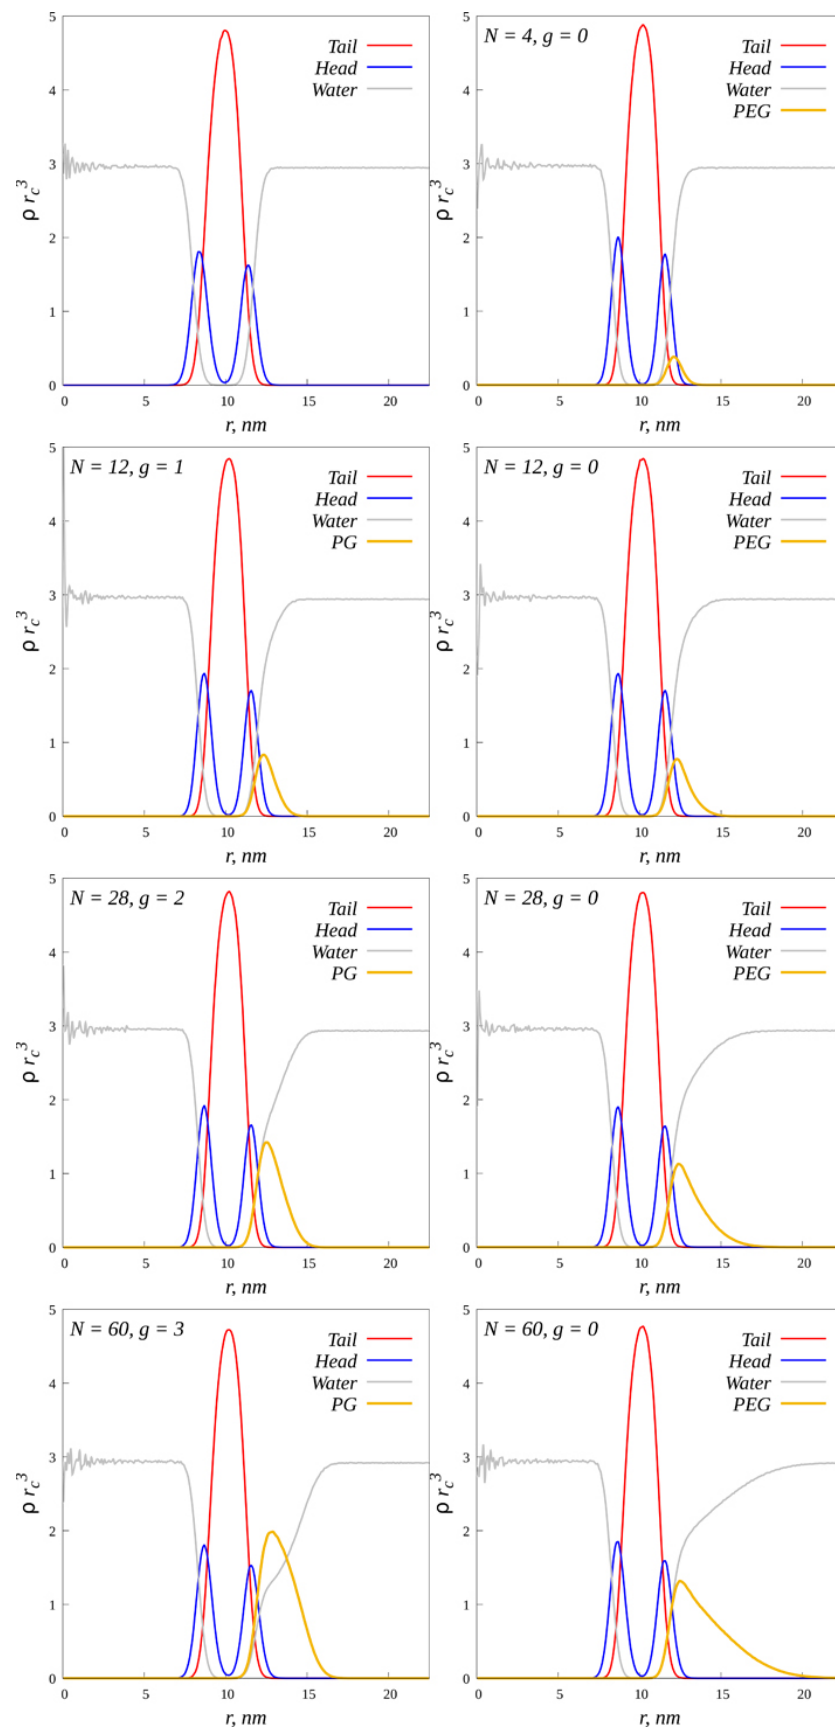 5
4
3
2
1
0
ρ r_c^3
Tail
Head
Water
0 5 10 15 20
r, nm
N = 4, g = 0
5
4
3
2
1
0
ρ r_c^3
Tail
Head
Water
PEG
0 5 10 15 20
r, nm
N = 12, g = 1
5
4
3
2
1
0
ρ r_c^3
Tail
Head
Water
PG
0 5 10 15 20
r, nm
N = 12, g = 0
5
4
3
2
1
0
ρ r_c^3
Tail
Head
Water
PEG
0 5 10 15 20
r, nm
N = 28, g = 2
5
4
3
2
1
0
ρ r_c^3
Tail
Head
Water
PG
0 5 10 15 20
r, nm
N = 28, g = 0
5
4
3
2
1
0
ρ r_c^3
Tail
Head
Water
PEG
0 5 10 15 20
r, nm
N = 60, g = 3
5
4
3
2
1
0
ρ r_c^3
Tail
Head
Water
PG
0 5 10 15 20
r, nm
N = 60, g = 0
5
4
3
2
1
0
ρ r_c^3
Tail
Head
Water
PEG
0 5 10 15 20
r, nm